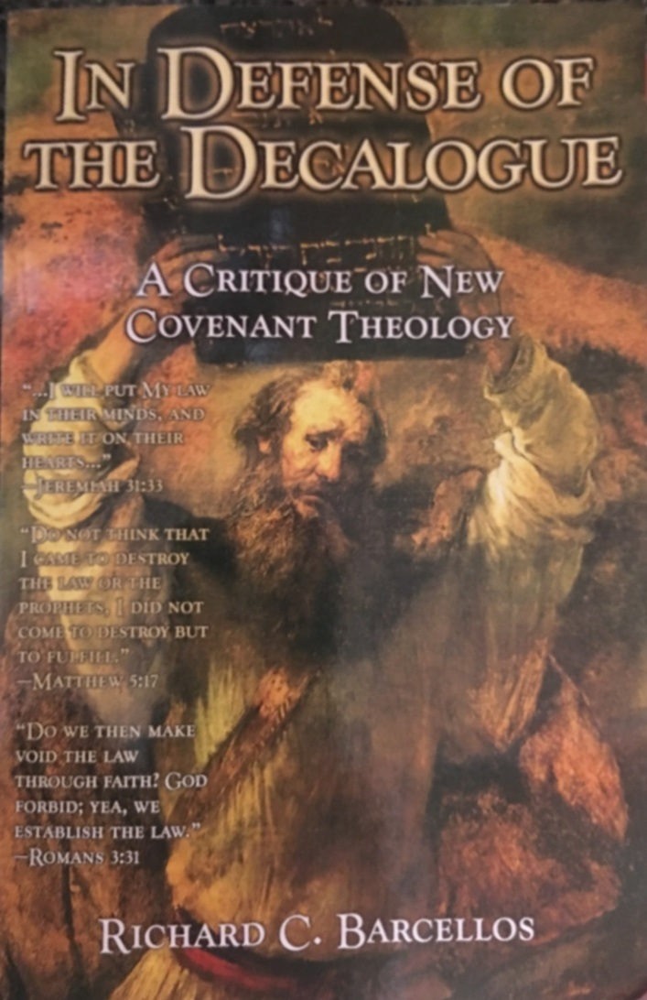 In Defense of
the Decalogue
A Critique of New
Covenant Theology
"...I will put My law
in their minds, and
write it on their
hearts..."
—Jeremiah 31:33
"Do not think that
I came to destroy
the law or the
prophets, I did not
come to destroy but
to fulfill."
—Matthew 5:17
"Do we then make
void the law
through faith? God
forbid; yea, we
establish the law."
—Romans 3:31
Richard C. Barcellos